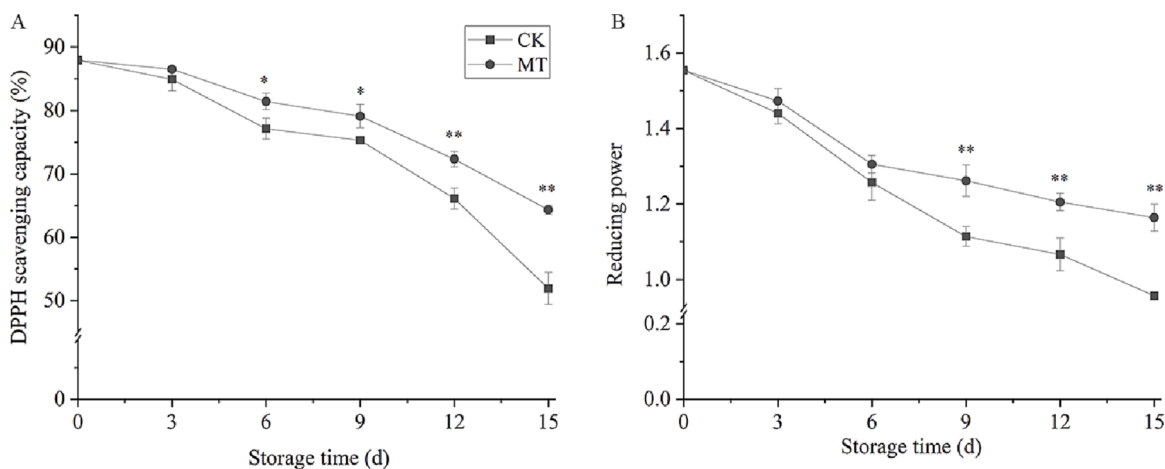 A
DPPH scavenging capacity (%)
90
80
70
60
50
0
CK
MT
*
*
**
**
0 3 6 9 12 15
Storage time (d)
B
Reducing power
1.6
1.4
1.2
1.0
0.2
0.0
**
**
**
0 3 6 9 12 15
Storage time (d)